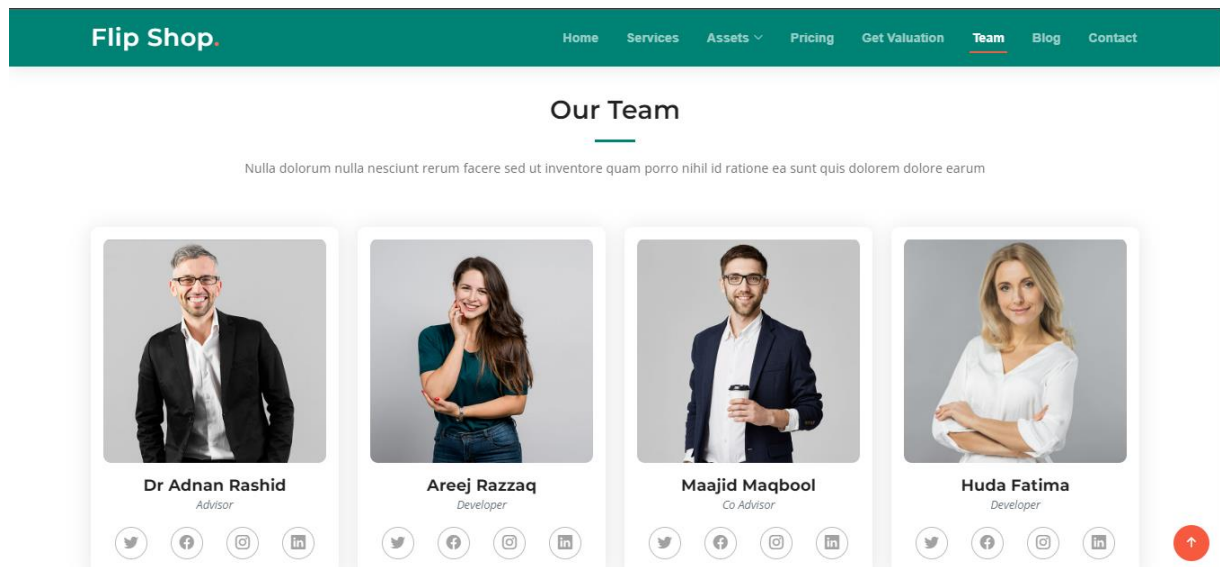 Flip Shop.
Home Services Assets Pricing Get Valuation Team Blog Contact
Our Team
Nulla dolorum nulla nesciunt rerum facere sed ut inventore quam porro nihil id ratione ea sunt quis dolorem dolore earum
Dr Adnan Rashid
Advisor
Areej Razzaq
Developer
Maajid Maqbool
Co Advisor
Huda Fatima
Developer